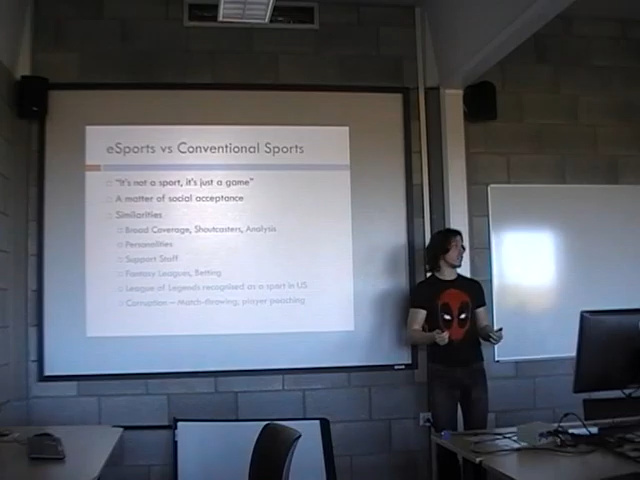 eSports vs Conventional Sports
"It's not a sport, it's just a game"
A matter of social acceptance
Similarities
Broad Coverage, Shoutcasters, Analysis
Personalities
Support Staff
Fantasy Leagues, Betting
League of Legends recognised as a sport in US
Corruption – Match-throwing, player poaching